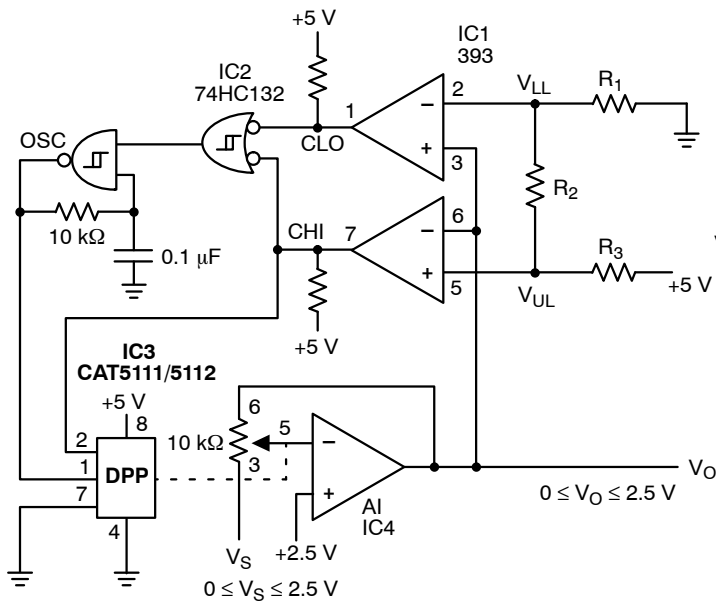 +5 V
IC1
393
IC2
74HC132
2
V_LL
R_1
1
–
OSC
CLO
+
3
R_2
10 kΩ
CHI
7
–
6
R_3
0.1 µF
+
5
V_UL
+5 V
+5 V
IC3
CAT5111/5112
+5 V
8
6
5
2
10 kΩ
–
1
DPP
3
7
+
V_O
4
AI
IC4
0 ≤ V_O ≤ 2.5 V
V_S
+2.5 V
0 ≤ V_S ≤ 2.5 V